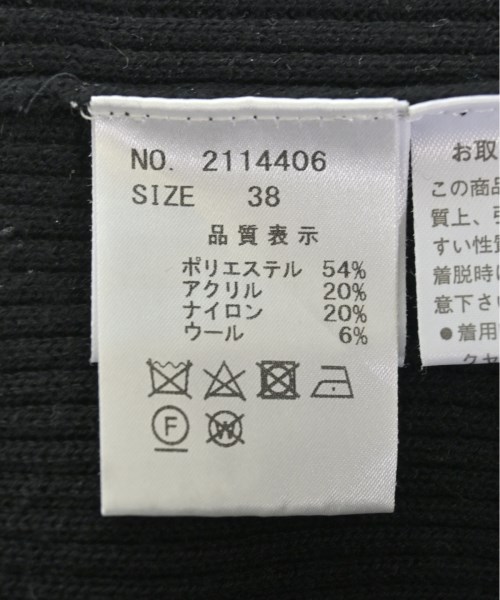 NO. 2114406
SIZE 38
品質表示
ポリエステル 54%
アクリル 20%
ナイロン 20%
ウール 6%
F
W
お取
この商品
質上、
すい性質
着脱時に
意下さ
●着用
クセ